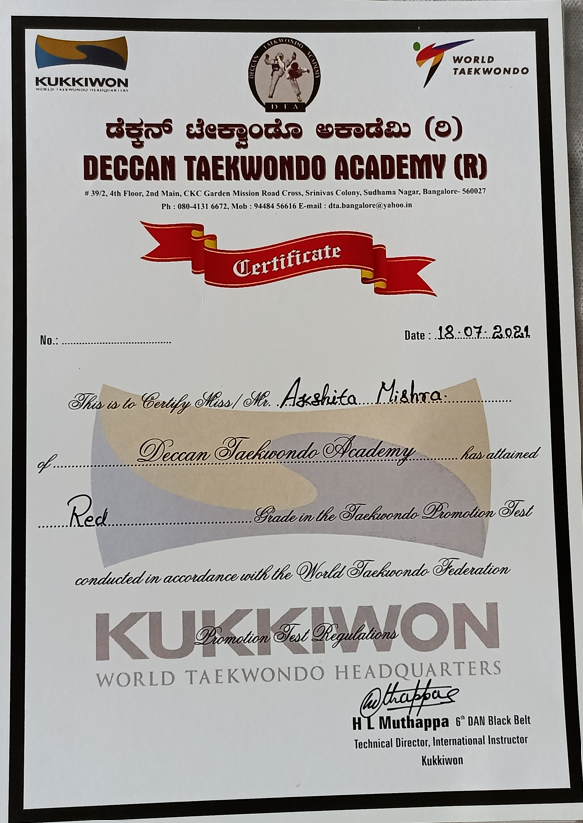 KUKKIWON
WORLD TAEKWONDO HEADQUARTERS
DECCAN TAEKWONDO ACADEMY
D T A
WORLD
TAEKWONDO
ಡೆಕ್ಕನ್ ಟೇಕ್ವಾಂಡೊ ಅಕಾಡೆಮಿ (ರಿ)
DECCAN TAEKWONDO ACADEMY (R)
# 39/2, 4th Floor, 2nd Main, CKC Garden Mission Road Cross, Srinivas Colony, Sudhama Nagar, Bangalore- 560027
Ph : 080-4131 6672, Mob : 94484 56616 E-mail : dta.bangalore@yahoo.in
Certificate
No.: ....................................
Date : 18.07.2021
This is to Certify Miss/ Mr. Akshita Mishra.
of Deccan Taekwondo Academy has attained
Red Grade in the Taekwondo Promotion Test
conducted in accordance with the World Taekwondo Federation
KUKKIWON
Promotion Test Regulations
WORLD TAEKWONDO HEADQUARTERS
Muthappa
H L Muthappa 6th DAN Black Belt
Technical Director, International Instructor
Kukkiwon